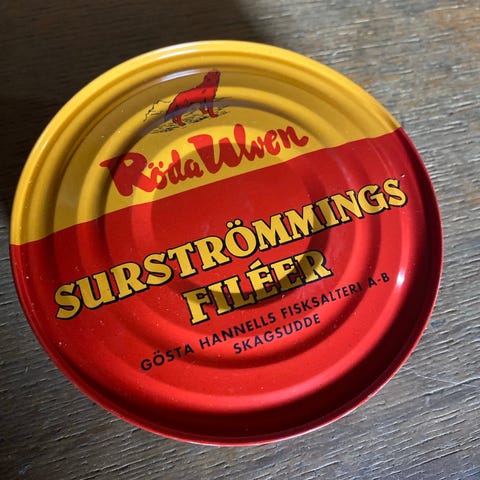 Röda Ulven
SURSTRÖMMINGS
FILÉER
GÖSTA HANNELLS FISKSALTERI A-B
SKAGSUDDE